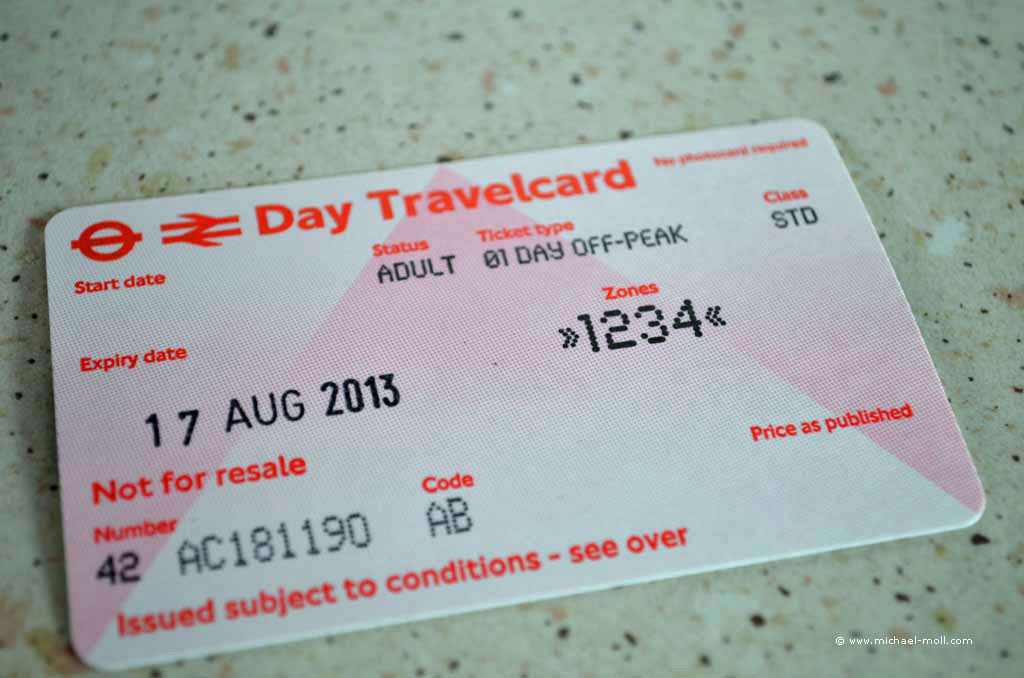 Day Travelcard
No photocard required
Start date
Status
ADULT
Ticket type
01 DAY OFF-PEAK
Class
STD
Zones
»1234«
Expiry date
17 AUG 2013
Price as published
Not for resale
Number
42 AC181190
Code
AB
Issued subject to conditions - see over
© www.michael-moll.com